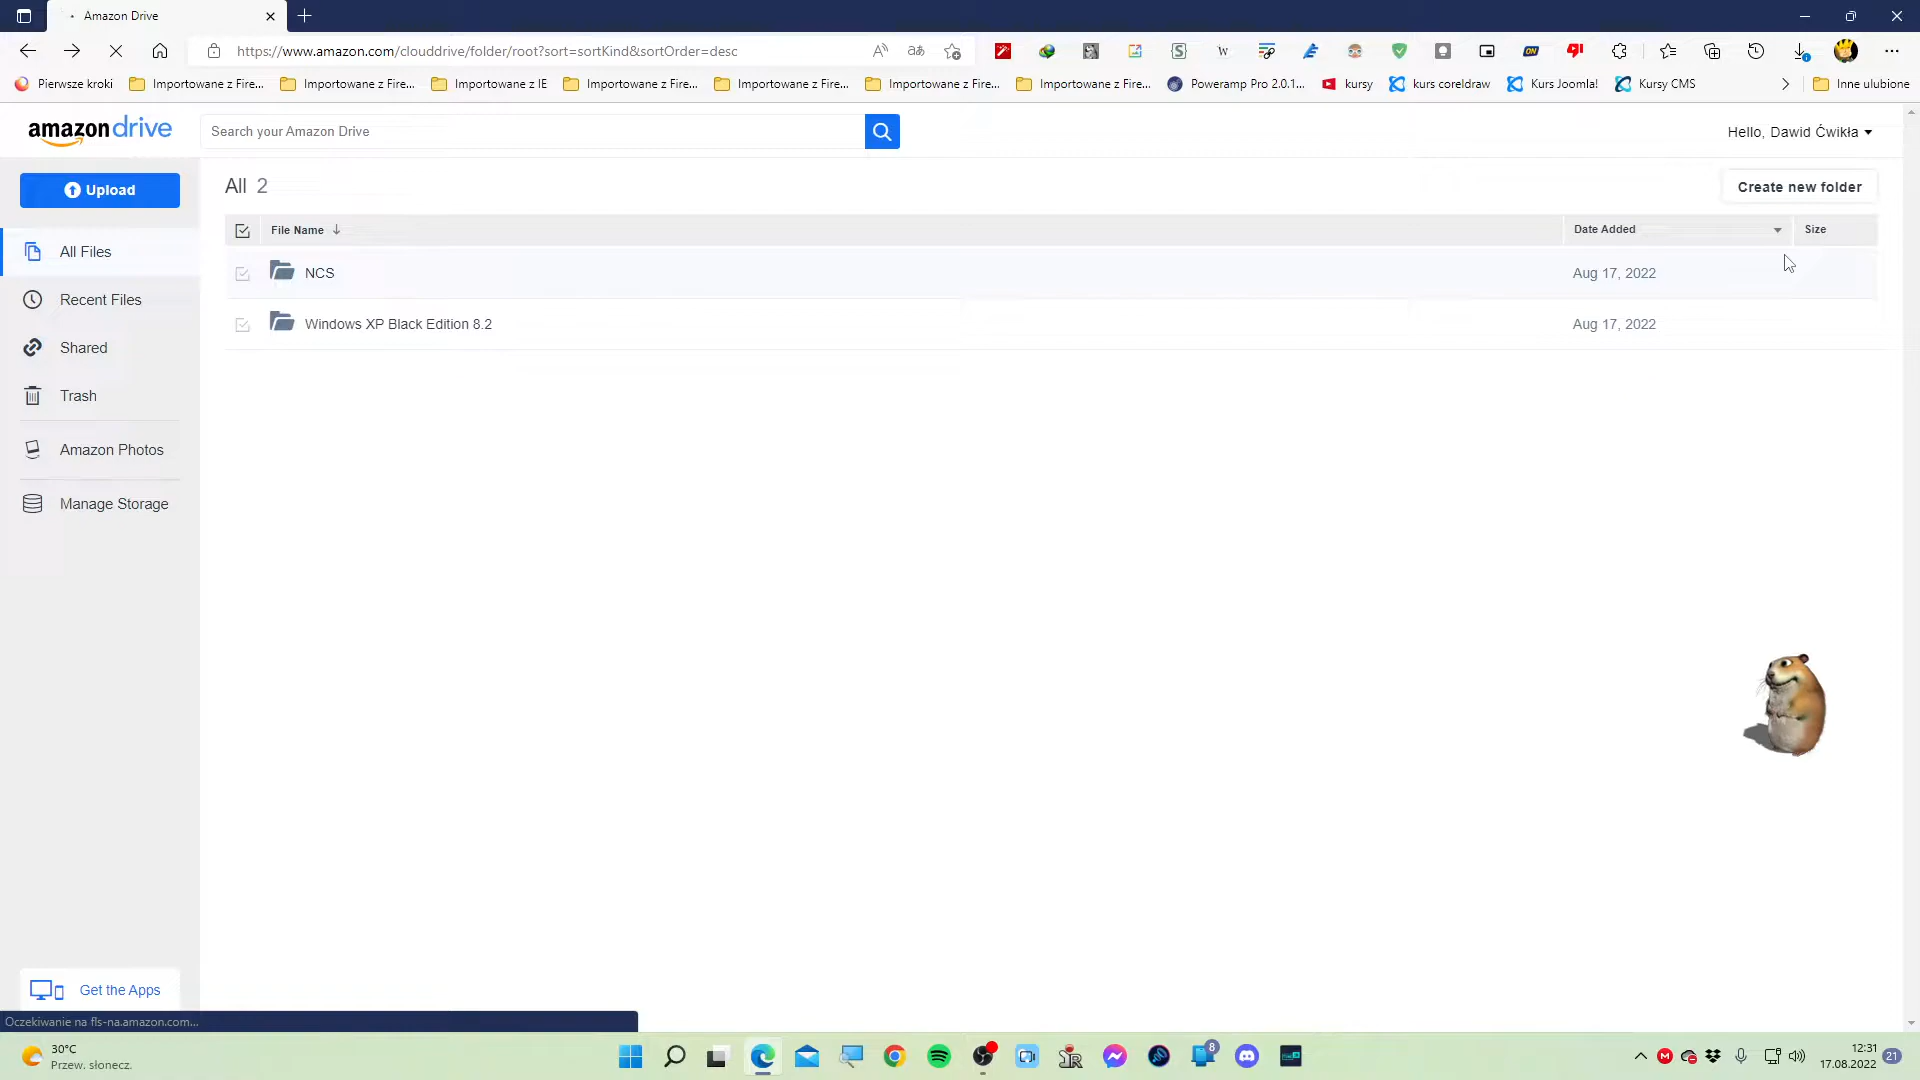 Amazon Drive
https://www.amazon.com/clouddrive/folder/root?sort=sortKind&sortOrder=desc
Pierwsze kroki
Importowane z Fire...
Importowane z Fire...
Importowane z IE
Importowane z Fire...
Importowane z Fire...
Importowane z Fire...
Importowane z Fire...
Poweramp Pro 2.0.1...
kursy
kurs coreldraw
Kurs Joomla!
Kursy CMS
Inne ulubione
amazon drive
Search your Amazon Drive
Hello, Dawid Ćwikła
Upload
All 2
Create new folder
File Name
Date Added
Size
All Files
NCS
Aug 17, 2022
Recent Files
Windows XP Black Edition 8.2
Aug 17, 2022
Shared
Trash
Amazon Photos
Manage Storage
Get the Apps
Oczekiwanie na fls-na.amazon.com...
30°C
Przew. słonecz.
8
12:31
17.08.2022
21